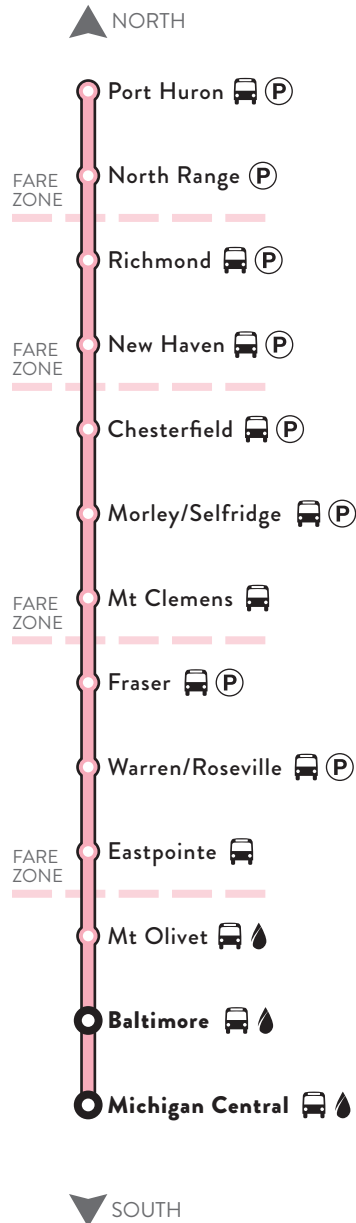 NORTH
Port Huron P
North Range P
FARE
ZONE
Richmond P
New Haven P
FARE
ZONE
Chesterfield P
Morley/Selfridge P
Mt Clemens
FARE
ZONE
Fraser P
Warren/Roseville P
Eastpointe
FARE
ZONE
Mt Olivet
Baltimore
Michigan Central
SOUTH